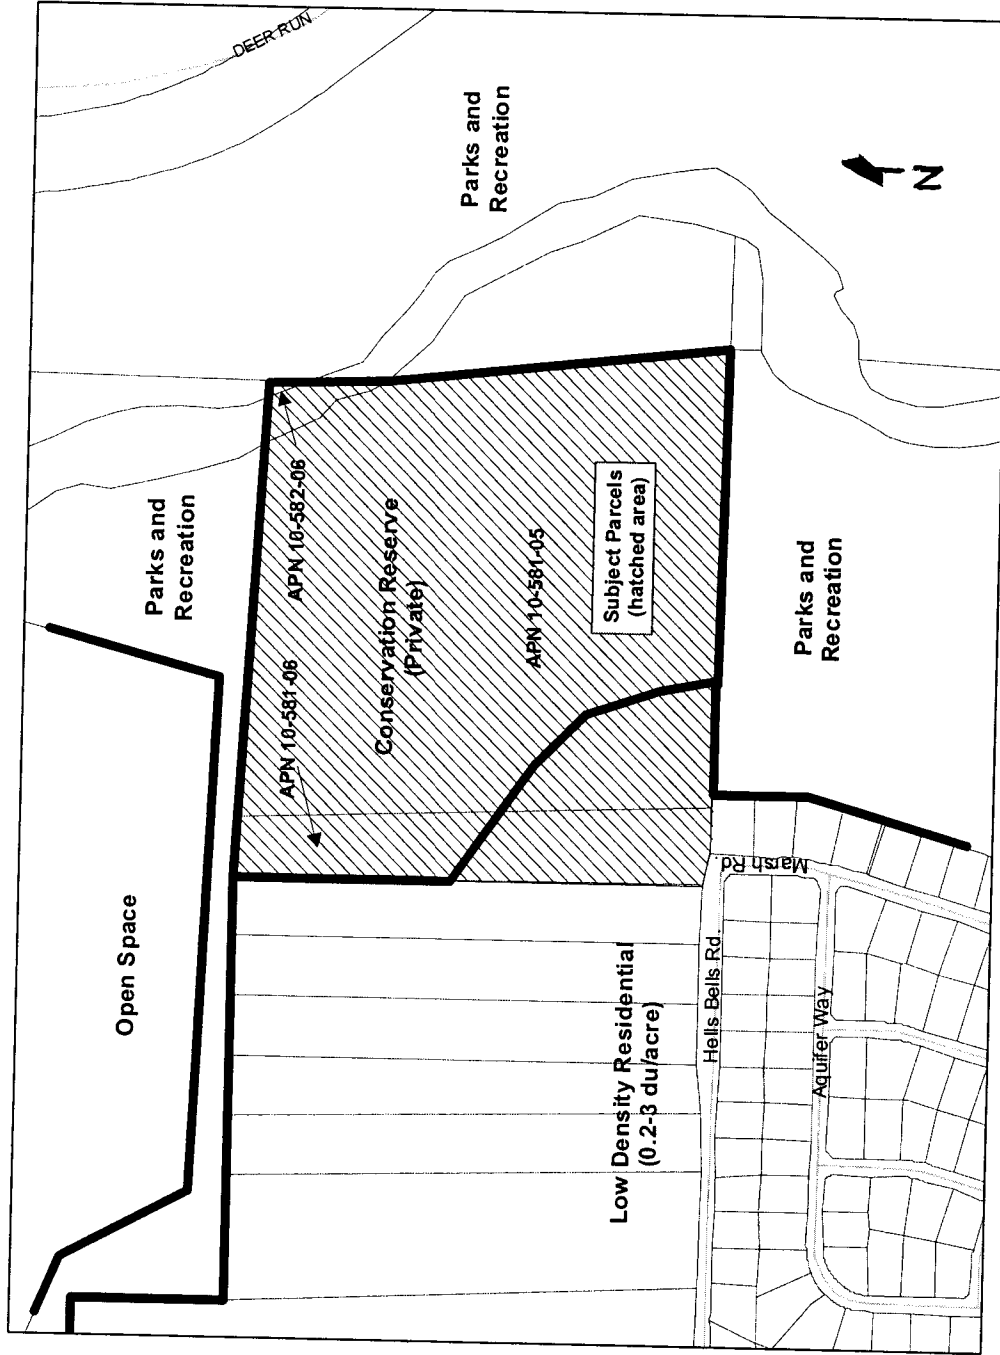 Open Space
Parks and
Recreation
DEER RUN
Parks and
Recreation
APN 10-581-06
APN 10-582-06
Conservation Reserve
(Private)
APN 10-581-05
Subject Parcels
(hatched area)
Low Density Residential
(0.2-3 du/acre)
Hells Bells Rd.
Marsh Rd.
Aquifer Way
Parks and
Recreation
N